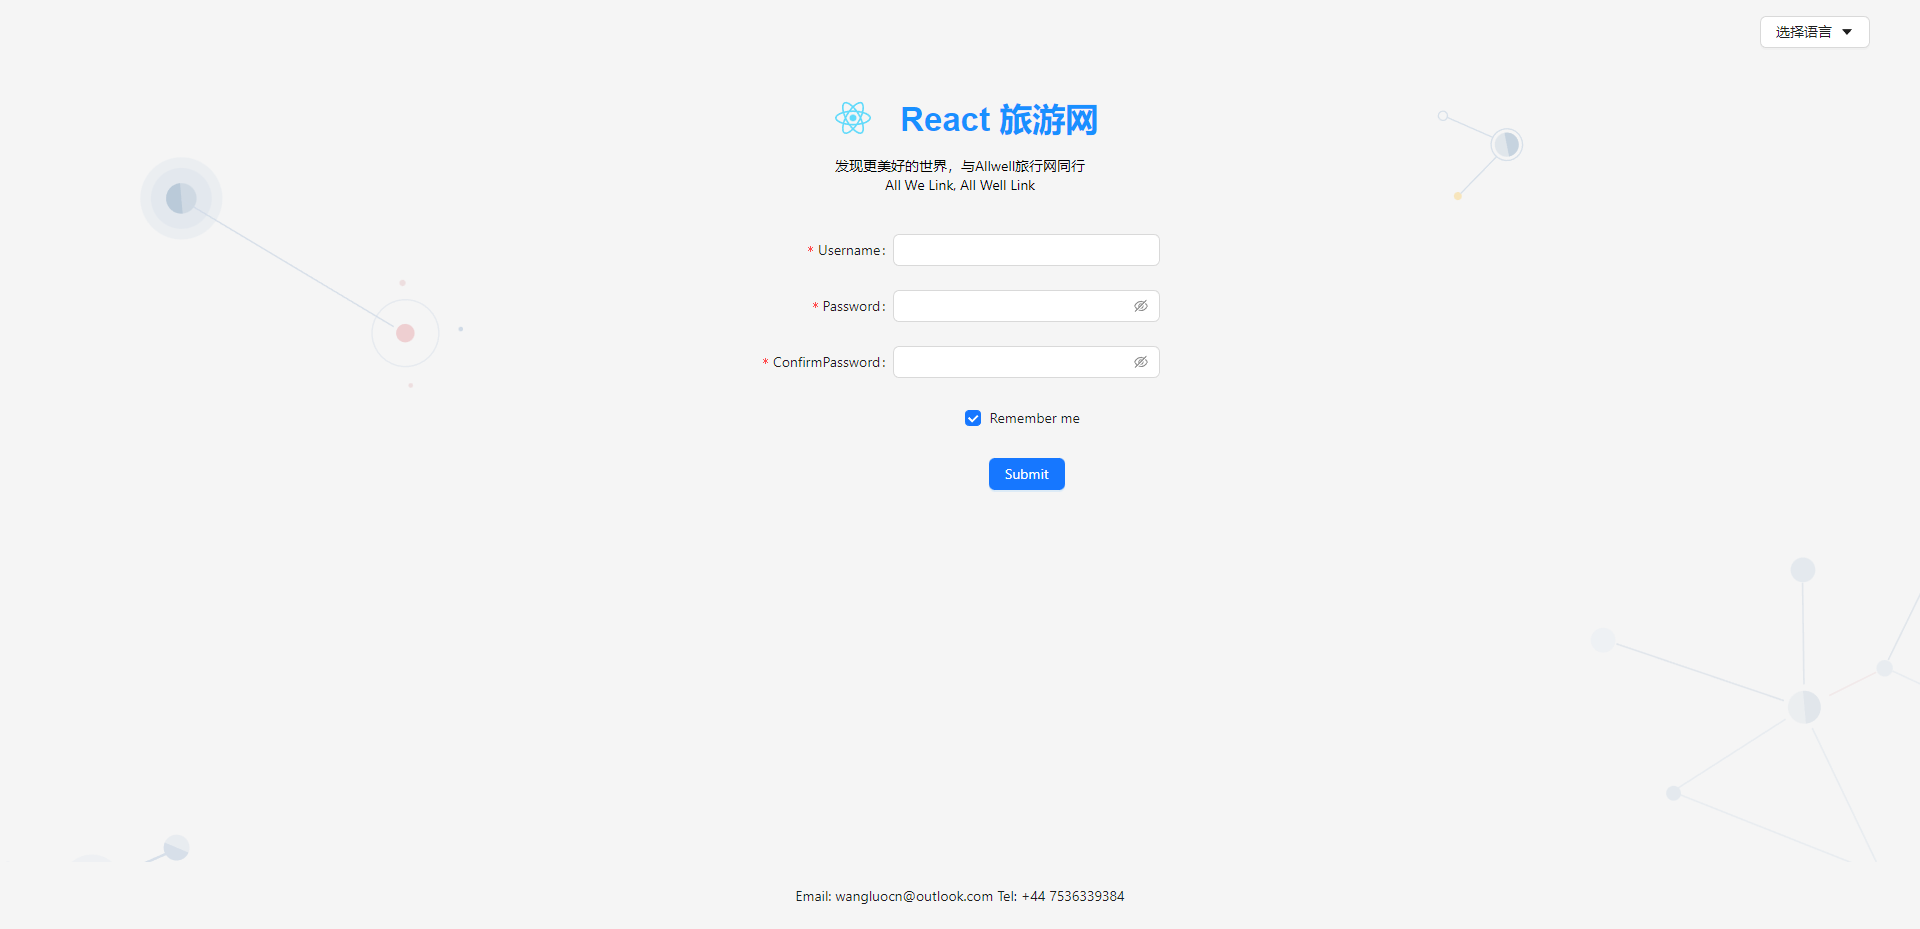 选择语言
React 旅游网
发现更美好的世界，与Allwell旅行网同行
All We Link, All Well Link
* Username:
* Password:
* ConfirmPassword:
Remember me
Submit
Email: wangluocn@outlook.com Tel: +44 7536339384